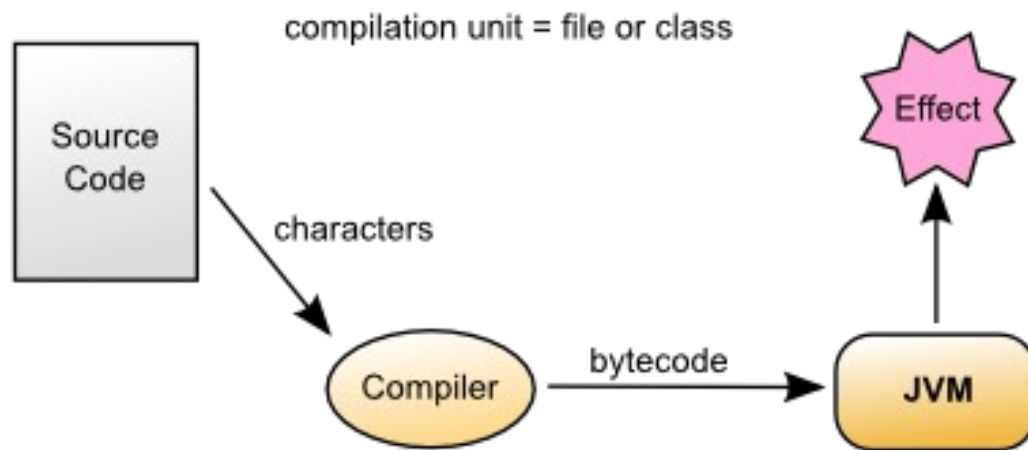 compilation unit = file or class
Source
Code
Effect
characters
Compiler
bytecode
JVM